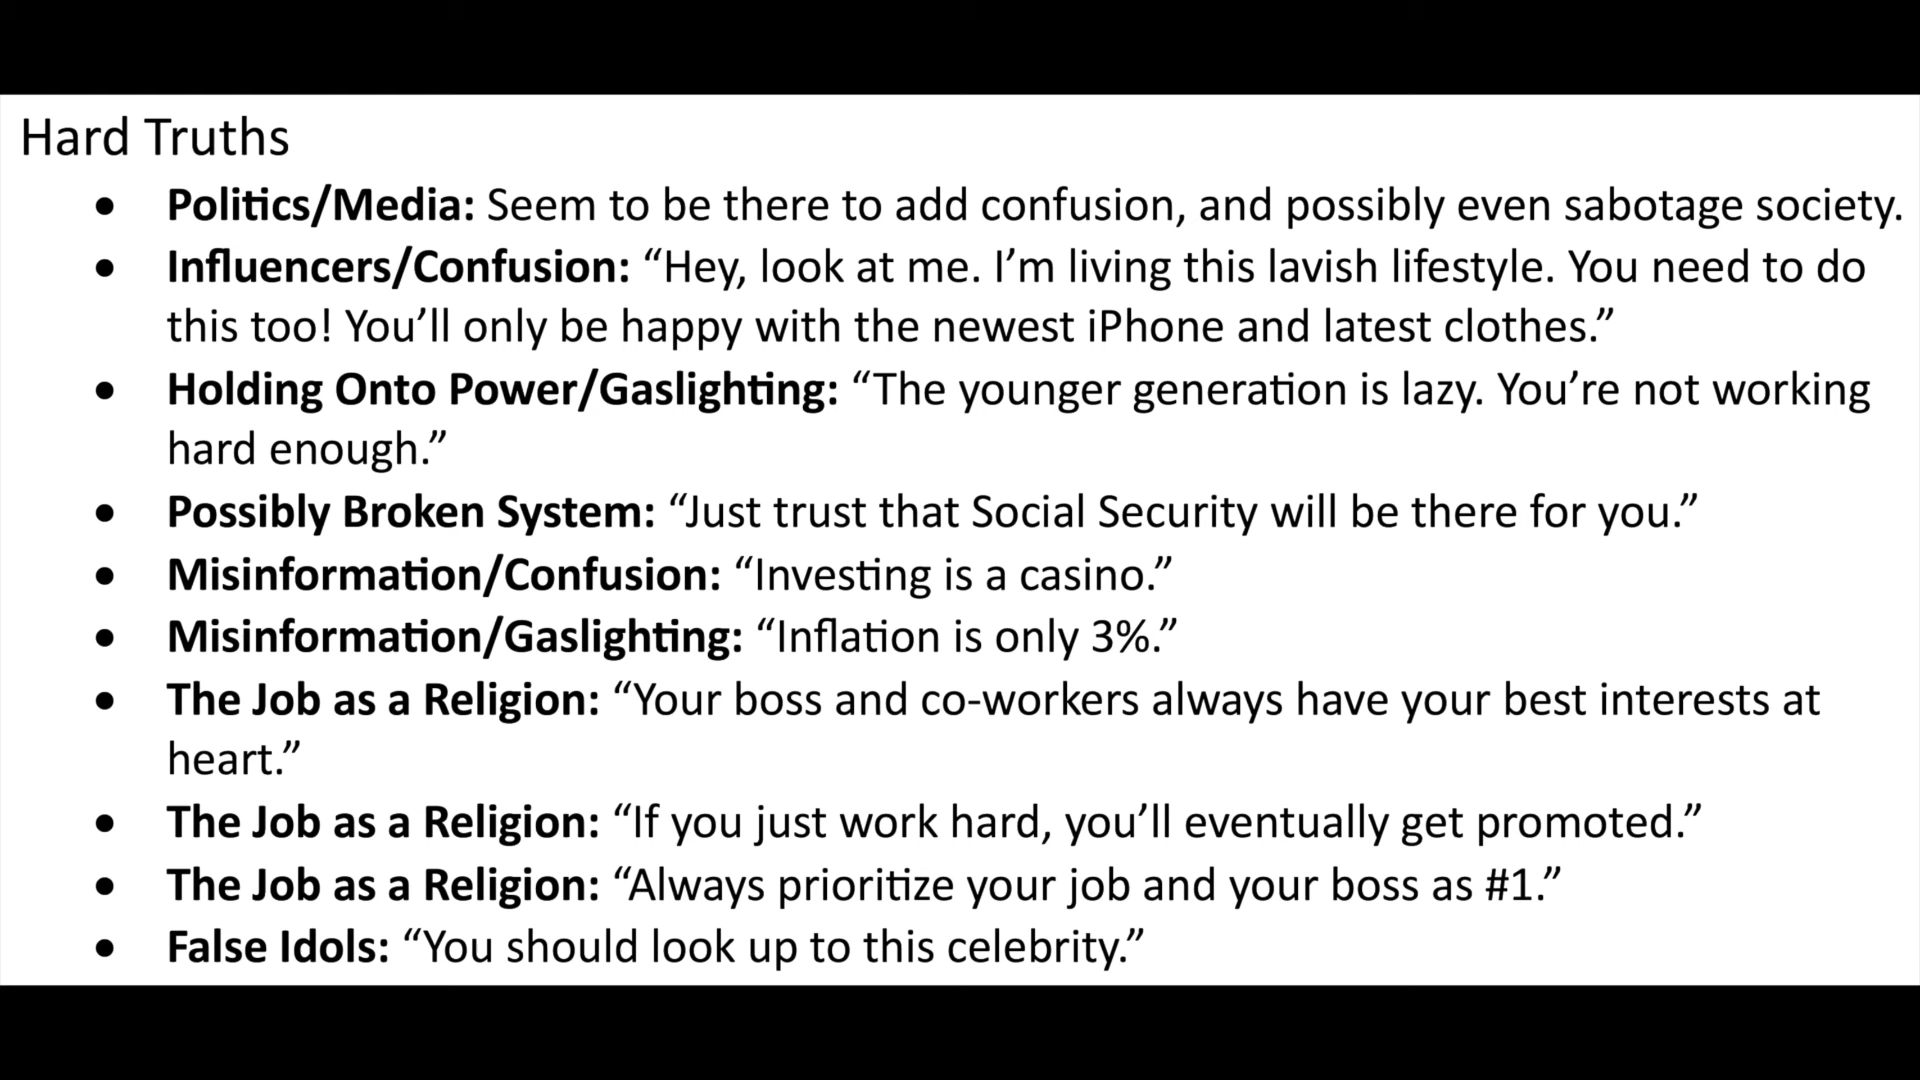 Hard Truths
• Politics/Media: Seem to be there to add confusion, and possibly even sabotage society.
• Influencers/Confusion: “Hey, look at me. I’m living this lavish lifestyle. You need to do
this too! You’ll only be happy with the newest iPhone and latest clothes.”
• Holding Onto Power/Gaslighting: “The younger generation is lazy. You’re not working
hard enough.”
• Possibly Broken System: “Just trust that Social Security will be there for you.”
• Misinformation/Confusion: “Investing is a casino.”
• Misinformation/Gaslighting: “Inflation is only 3%.”
• The Job as a Religion: “Your boss and co-workers always have your best interests at
heart.”
• The Job as a Religion: “If you just work hard, you’ll eventually get promoted.”
• The Job as a Religion: “Always prioritize your job and your boss as #1.”
• False Idols: “You should look up to this celebrity.”